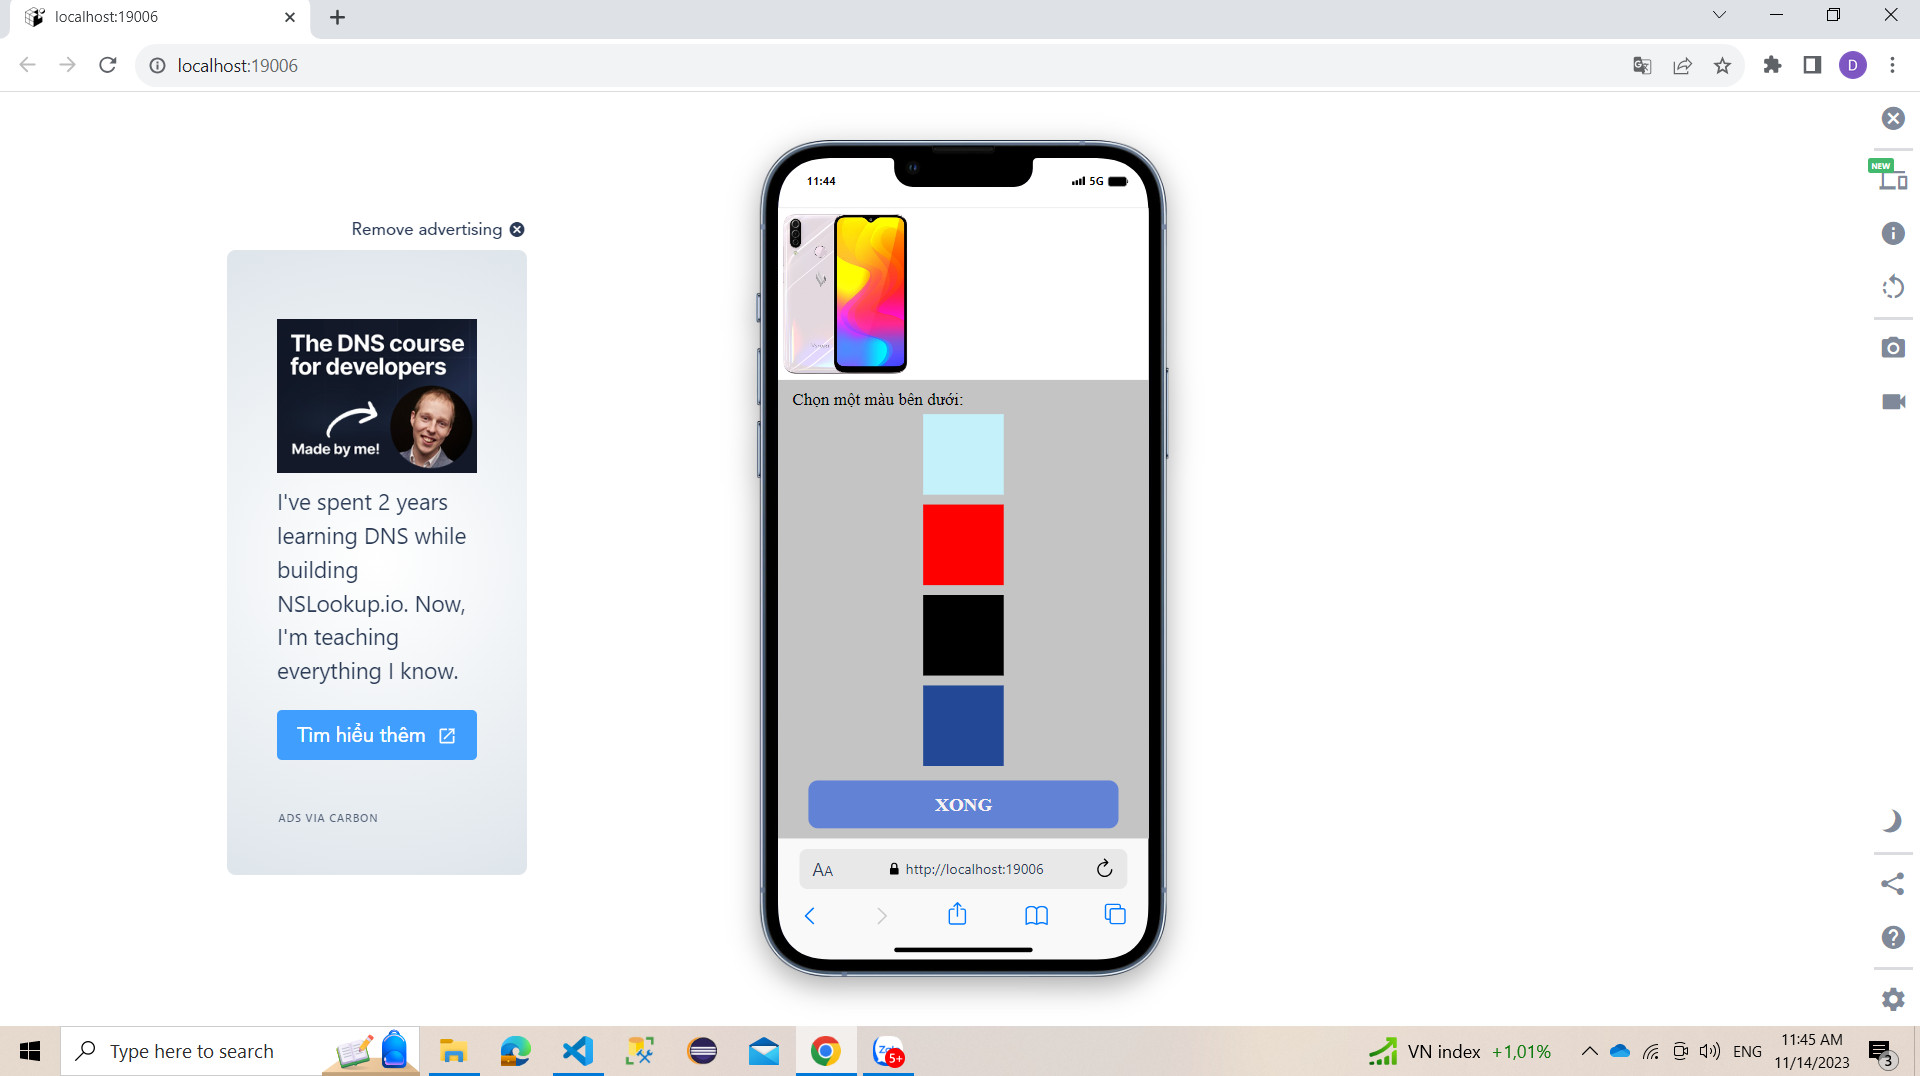 localhost:19006
localhost:19006
D
NEW
Remove advertising
The DNS course
for developers
Made by me!
I've spent 2 years
learning DNS while
building
NSLookup.io. Now,
I'm teaching
everything I know.
Tìm hiểu thêm
ADS VIA CARBON
11:44
5G
Chọn một màu bên dưới:
XONG
AA
http://localhost:19006
Type here to search
5+
VN index +1,01%
ENG
11:45 AM
11/14/2023
3